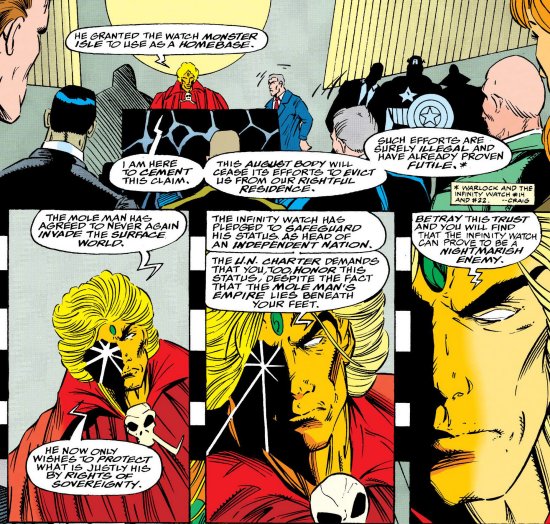 HE GRANTED THE WATCH MONSTER
ISLE TO USE AS A HOMEBASE.
I AM HERE
TO CEMENT
THIS CLAIM.
THIS AUGUST BODY WILL
CEASE ITS EFFORTS TO EVICT
US FROM OUR RIGHTFUL
RESIDENCE.
SUCH EFFORTS ARE
SURELY ILLEGAL AND
HAVE ALREADY PROVEN
FUTILE.*
* WARLOCK AND THE
INFINITY WATCH #14
AND #22. --CRAIG
THE MOLE MAN HAS
AGREED TO NEVER AGAIN
INVADE THE SURFACE
WORLD.
HE NOW ONLY
WISHES TO PROTECT
WHAT IS JUSTLY HIS
BY RIGHTS OF
SOVEREIGNTY.
THE INFINITY WATCH HAS
PLEDGED TO SAFEGUARD
HIS STATUS AS HEAD OF
AN INDEPENDENT NATION.
THE U.N. CHARTER DEMANDS
THAT YOU, TOO, HONOR THIS
STATUS, DESPITE THE FACT
THAT THE MOLE MAN'S
EMPIRE LIES BENEATH
YOUR FEET.
BETRAY THIS TRUST
AND YOU WILL FIND
THAT THE INFINITY WATCH
CAN PROVE TO BE A
NIGHTMARISH
ENEMY.